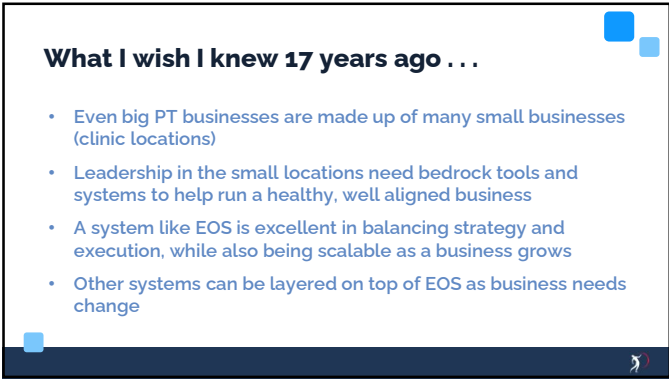 What I wish I knew 17 years ago . . .
• Even big PT businesses are made up of many small businesses
(clinic locations)
• Leadership in the small locations need bedrock tools and
systems to help run a healthy, well aligned business
• A system like EOS is excellent in balancing strategy and
execution, while also being scalable as a business grows
• Other systems can be layered on top of EOS as business needs
change